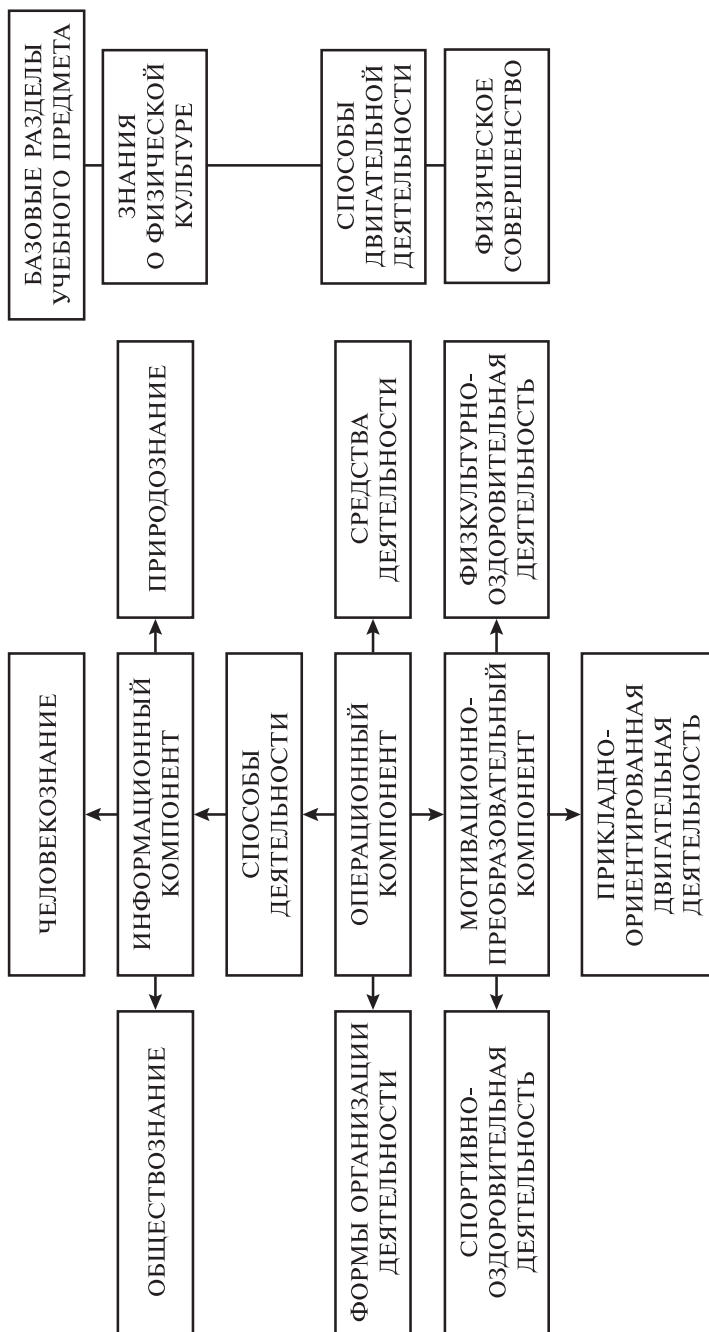 ЧЕЛОВЕКОЗНАНИЕ
БАЗОВЫЕ РАЗДЕЛЫ
УЧЕБНОГО ПРЕДМЕТА
ОБЩЕСТВОЗНАНИЕ
ИНФОРМАЦИОННЫЙ
КОМПОНЕНТ
ПРИРОДОЗНАНИЕ
ЗНАНИЯ
О ФИЗИЧЕСКОЙ
КУЛЬТУРЕ
СПОСОБЫ
ДЕЯТЕЛЬНОСТИ
ФОРМЫ ОРГАНИЗАЦИИ
ДЕЯТЕЛЬНОСТИ
ОПЕРАЦИОННЫЙ
КОМПОНЕНТ
СРЕДСТВА
ДЕЯТЕЛЬНОСТИ
СПОСОБЫ
ДВИГАТЕЛЬНОЙ
ДЕЯТЕЛЬНОСТИ
СПОРТИВНО-
ОЗДОРОВИТЕЛЬНАЯ
ДЕЯТЕЛЬНОСТЬ
МОТИВАЦИОННО-
ПРЕОБРАЗОВАТЕЛЬНЫЙ
КОМПОНЕНТ
ФИЗКУЛЬТУРНО-
ОЗДОРОВИТЕЛЬНАЯ
ДЕЯТЕЛЬНОСТЬ
ФИЗИЧЕСКОЕ
СОВЕРШЕНСТВО
ПРИКЛАДНО-
ОРИЕНТИРОВАННАЯ
ДВИГАТЕЛЬНАЯ
ДЕЯТЕЛЬНОСТЬ